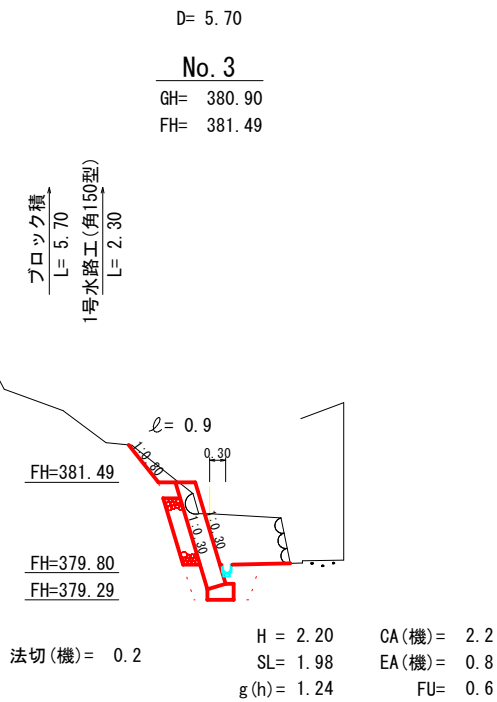 D= 5.70
No.3
GH= 380.90
FH= 381.49
ブロック積
L= 5.70
1号水路工(角150型)
L= 2.30
ℓ= 0.9
1:0.80
0.30
FH=381.49
1:0.30
1:0.30
FH=379.80
FH=379.29
法切(機)= 0.2
H = 2.20
CA(機)= 2.2
SL= 1.98
EA(機)= 0.8
g(h)= 1.24
FU= 0.6